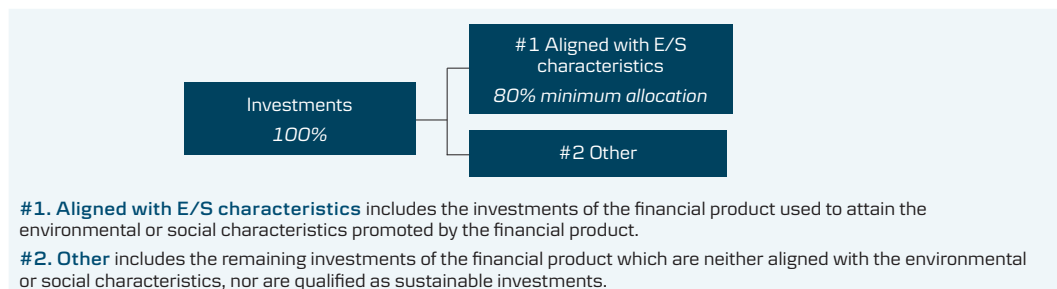 #1 Aligned with E/S
characteristics
80% minimum allocation
Investments
100%
#2 Other
#1. Aligned with E/S characteristics includes the investments of the financial product used to attain the
environmental or social characteristics promoted by the financial product.
#2. Other includes the remaining investments of the financial product which are neither aligned with the environmental
or social characteristics, nor are qualified as sustainable investments.